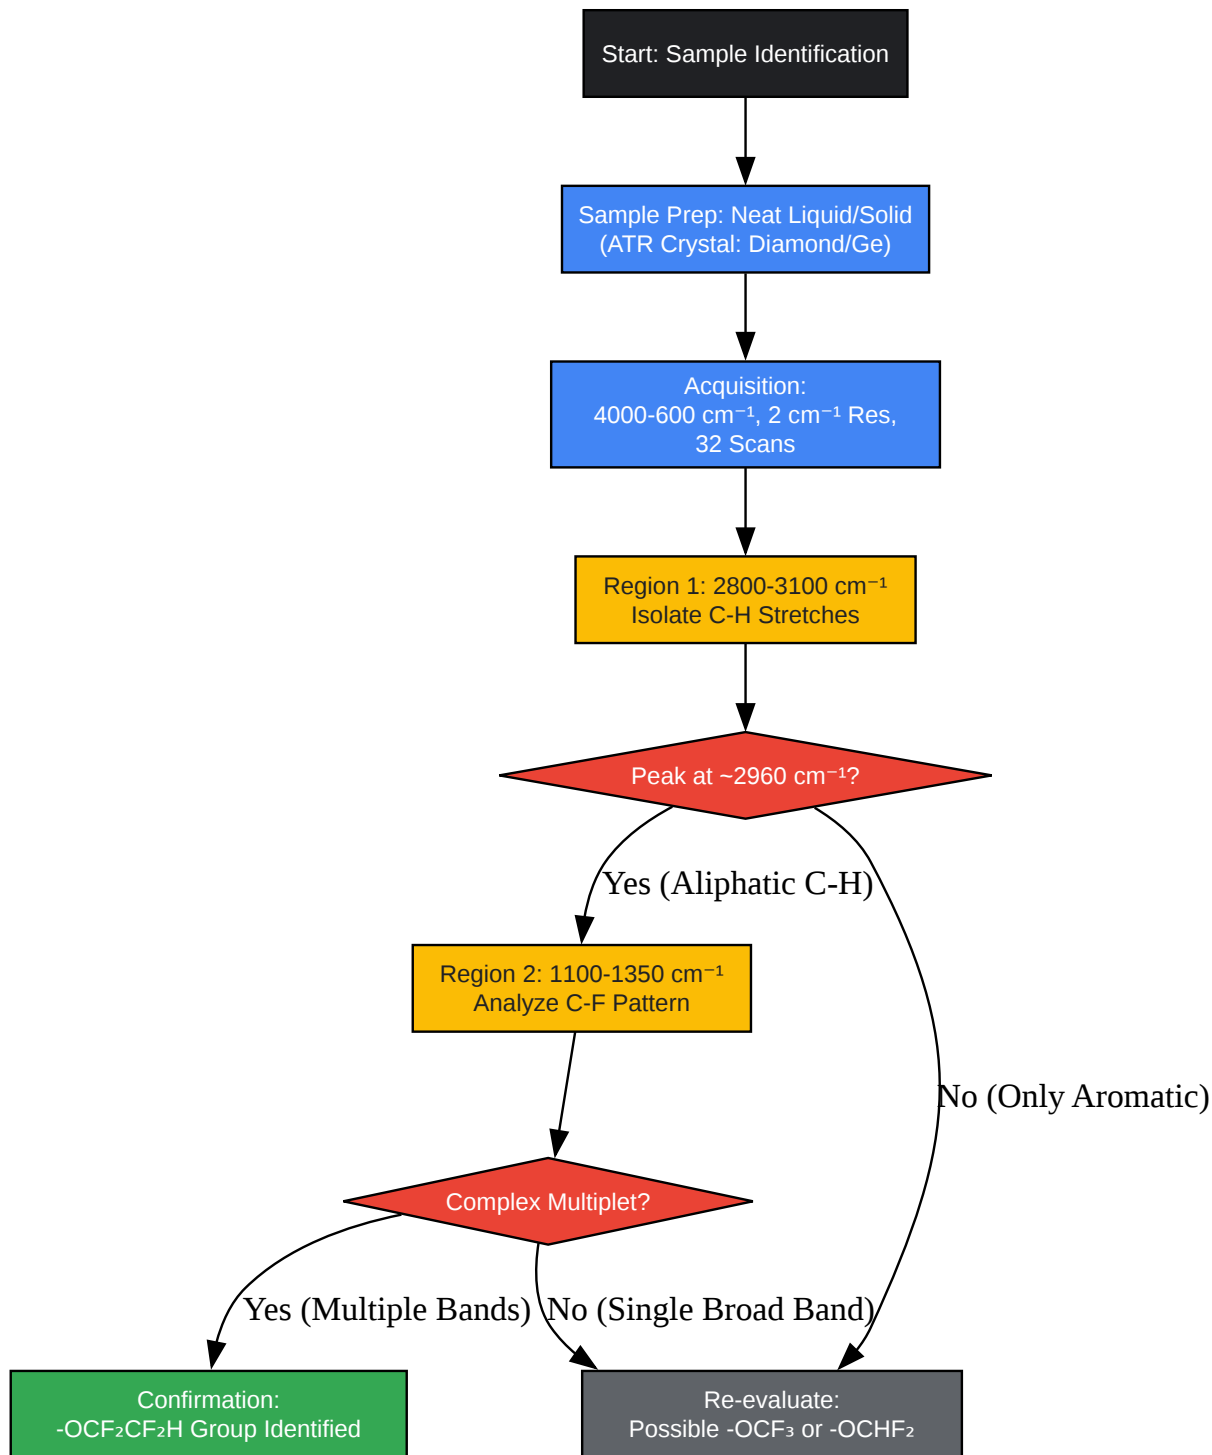 Start: Sample Identification
Sample Prep: Neat Liquid/Solid
(ATR Crystal: Diamond/Ge)
Acquisition:
4000-600 cm⁻¹, 2 cm⁻¹ Res,
32 Scans
Region 1: 2800-3100 cm⁻¹
Isolate C-H Stretches
Peak at ~2960 cm⁻¹?
Yes (Aliphatic C-H)
Region 2: 1100-1350 cm⁻¹
Analyze C-F Pattern
No (Only Aromatic)
Complex Multiplet?
Yes (Multiple Bands)
No (Single Broad Band)
Confirmation:
-OCF₂CF₂H Group Identified
Re-evaluate:
Possible -OCF₃ or -OCHF₂